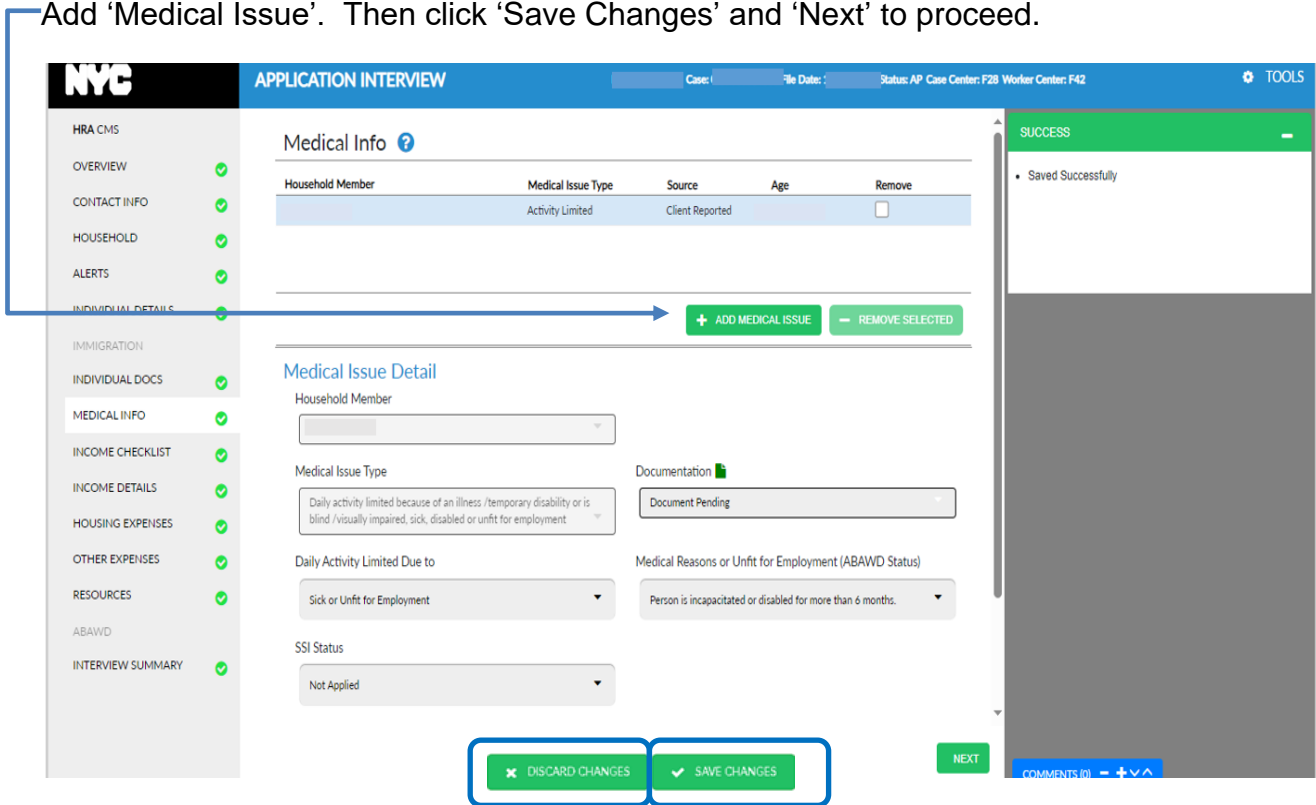 Add ‘Medical Issue’.  Then click ‘Save Changes’ and ‘Next’ to proceed.
NYC
APPLICATION INTERVIEW
Case:
File Date:
Status: AP Case Center: F28 Worker Center: F42
TOOLS
HRA CMS
OVERVIEW
CONTACT INFO
HOUSEHOLD
ALERTS
INDIVIDUAL DETAILS
IMMIGRATION
INDIVIDUAL DOCS
MEDICAL INFO
INCOME CHECKLIST
INCOME DETAILS
HOUSING EXPENSES
OTHER EXPENSES
RESOURCES
ABAWD
INTERVIEW SUMMARY
Medical Info ?
Household Member Medical Issue Type Source Age Remove
Activity Limited Client Reported
+ ADD MEDICAL ISSUE
− REMOVE SELECTED
Medical Issue Detail
Household Member
Medical Issue Type
Daily activity limited because of an illness /temporary disability or is
blind /visually impaired, sick, disabled or unfit for employment
Documentation
Document Pending
Daily Activity Limited Due to
Sick or Unfit for Employment
Medical Reasons or Unfit for Employment (ABAWD Status)
Person is incapacitated or disabled for more than 6 months.
SSI Status
Not Applied
DISCARD CHANGES
SAVE CHANGES
NEXT
SUCCESS
• Saved Successfully
COMMENTS (0)